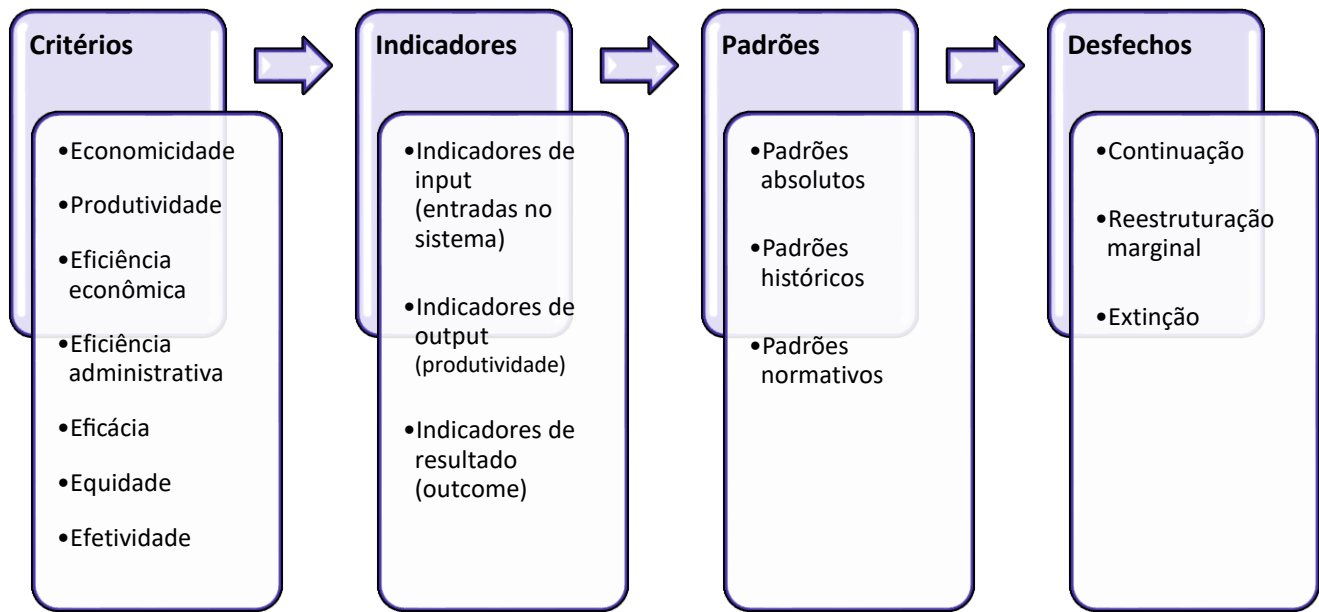 Critérios
•Economicidade
•Produtividade
•Eficiência
econômica
•Eficiência
administrativa
•Eficácia
•Equidade
•Efetividade
Indicadores
•Indicadores de
input
(entradas no
sistema)
•Indicadores de
output
(produtividade)
•Indicadores de
resultado
(outcome)
Padrões
•Padrões
absolutos
•Padrões
históricos
•Padrões
normativos
Desfechos
•Continuação
•Reestruturação
marginal
•Extinção